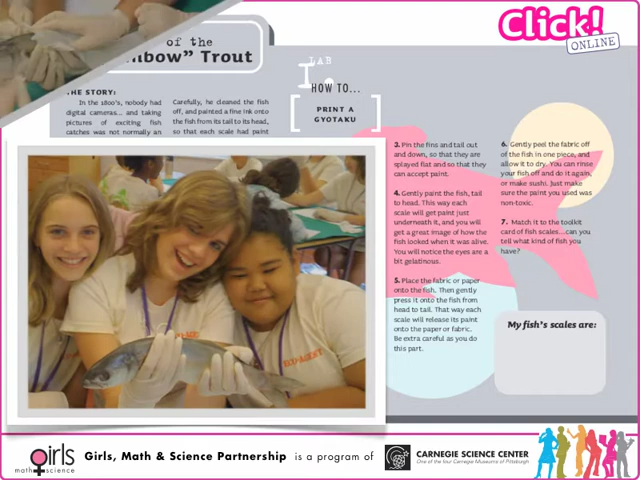 Click!
ONLINE
of the
bow” Trout
LAB
HOW TO...
PRINT A
GYOTAKU
THE STORY:
In the 1800’s, nobody had
digital cameras... and taking
pictures of exciting fish
catches was not normally an
Carefully, he cleaned the fish
off, and painted a fine ink onto
the fish from its tail to its head,
so that each scale had paint
3. Pin the fins and tail out
and down, so that they are
splayed flat and so that they
can accept paint.
4. Gently paint the fish, tail
to head. This way each
scale will get paint just
underneath it, and you will
get a great image of how the
fish looked when it was alive.
You will notice the eyes are a
bit gelatinous.
5. Place the fabric or paper
onto the fish. Then gently
press it onto the fish from
head to tail. That way each
scale will release its paint
onto the paper or fabric.
Be extra careful as you do
this part.
6. Gently peel the fabric off
of the fish in one piece, and
allow it to dry. You can rinse
your fish off and do it again,
or make sushi. Just make
sure the paint you used was
non-toxic.
7. Match it to the toolkit
card of fish scales...can you
tell what kind of fish you
have?
My fish’s scales are:
girls
math science
Girls, Math & Science Partnership is a program of
CARNEGIE SCIENCE CENTER
One of the four Carnegie Museums of Pittsburgh